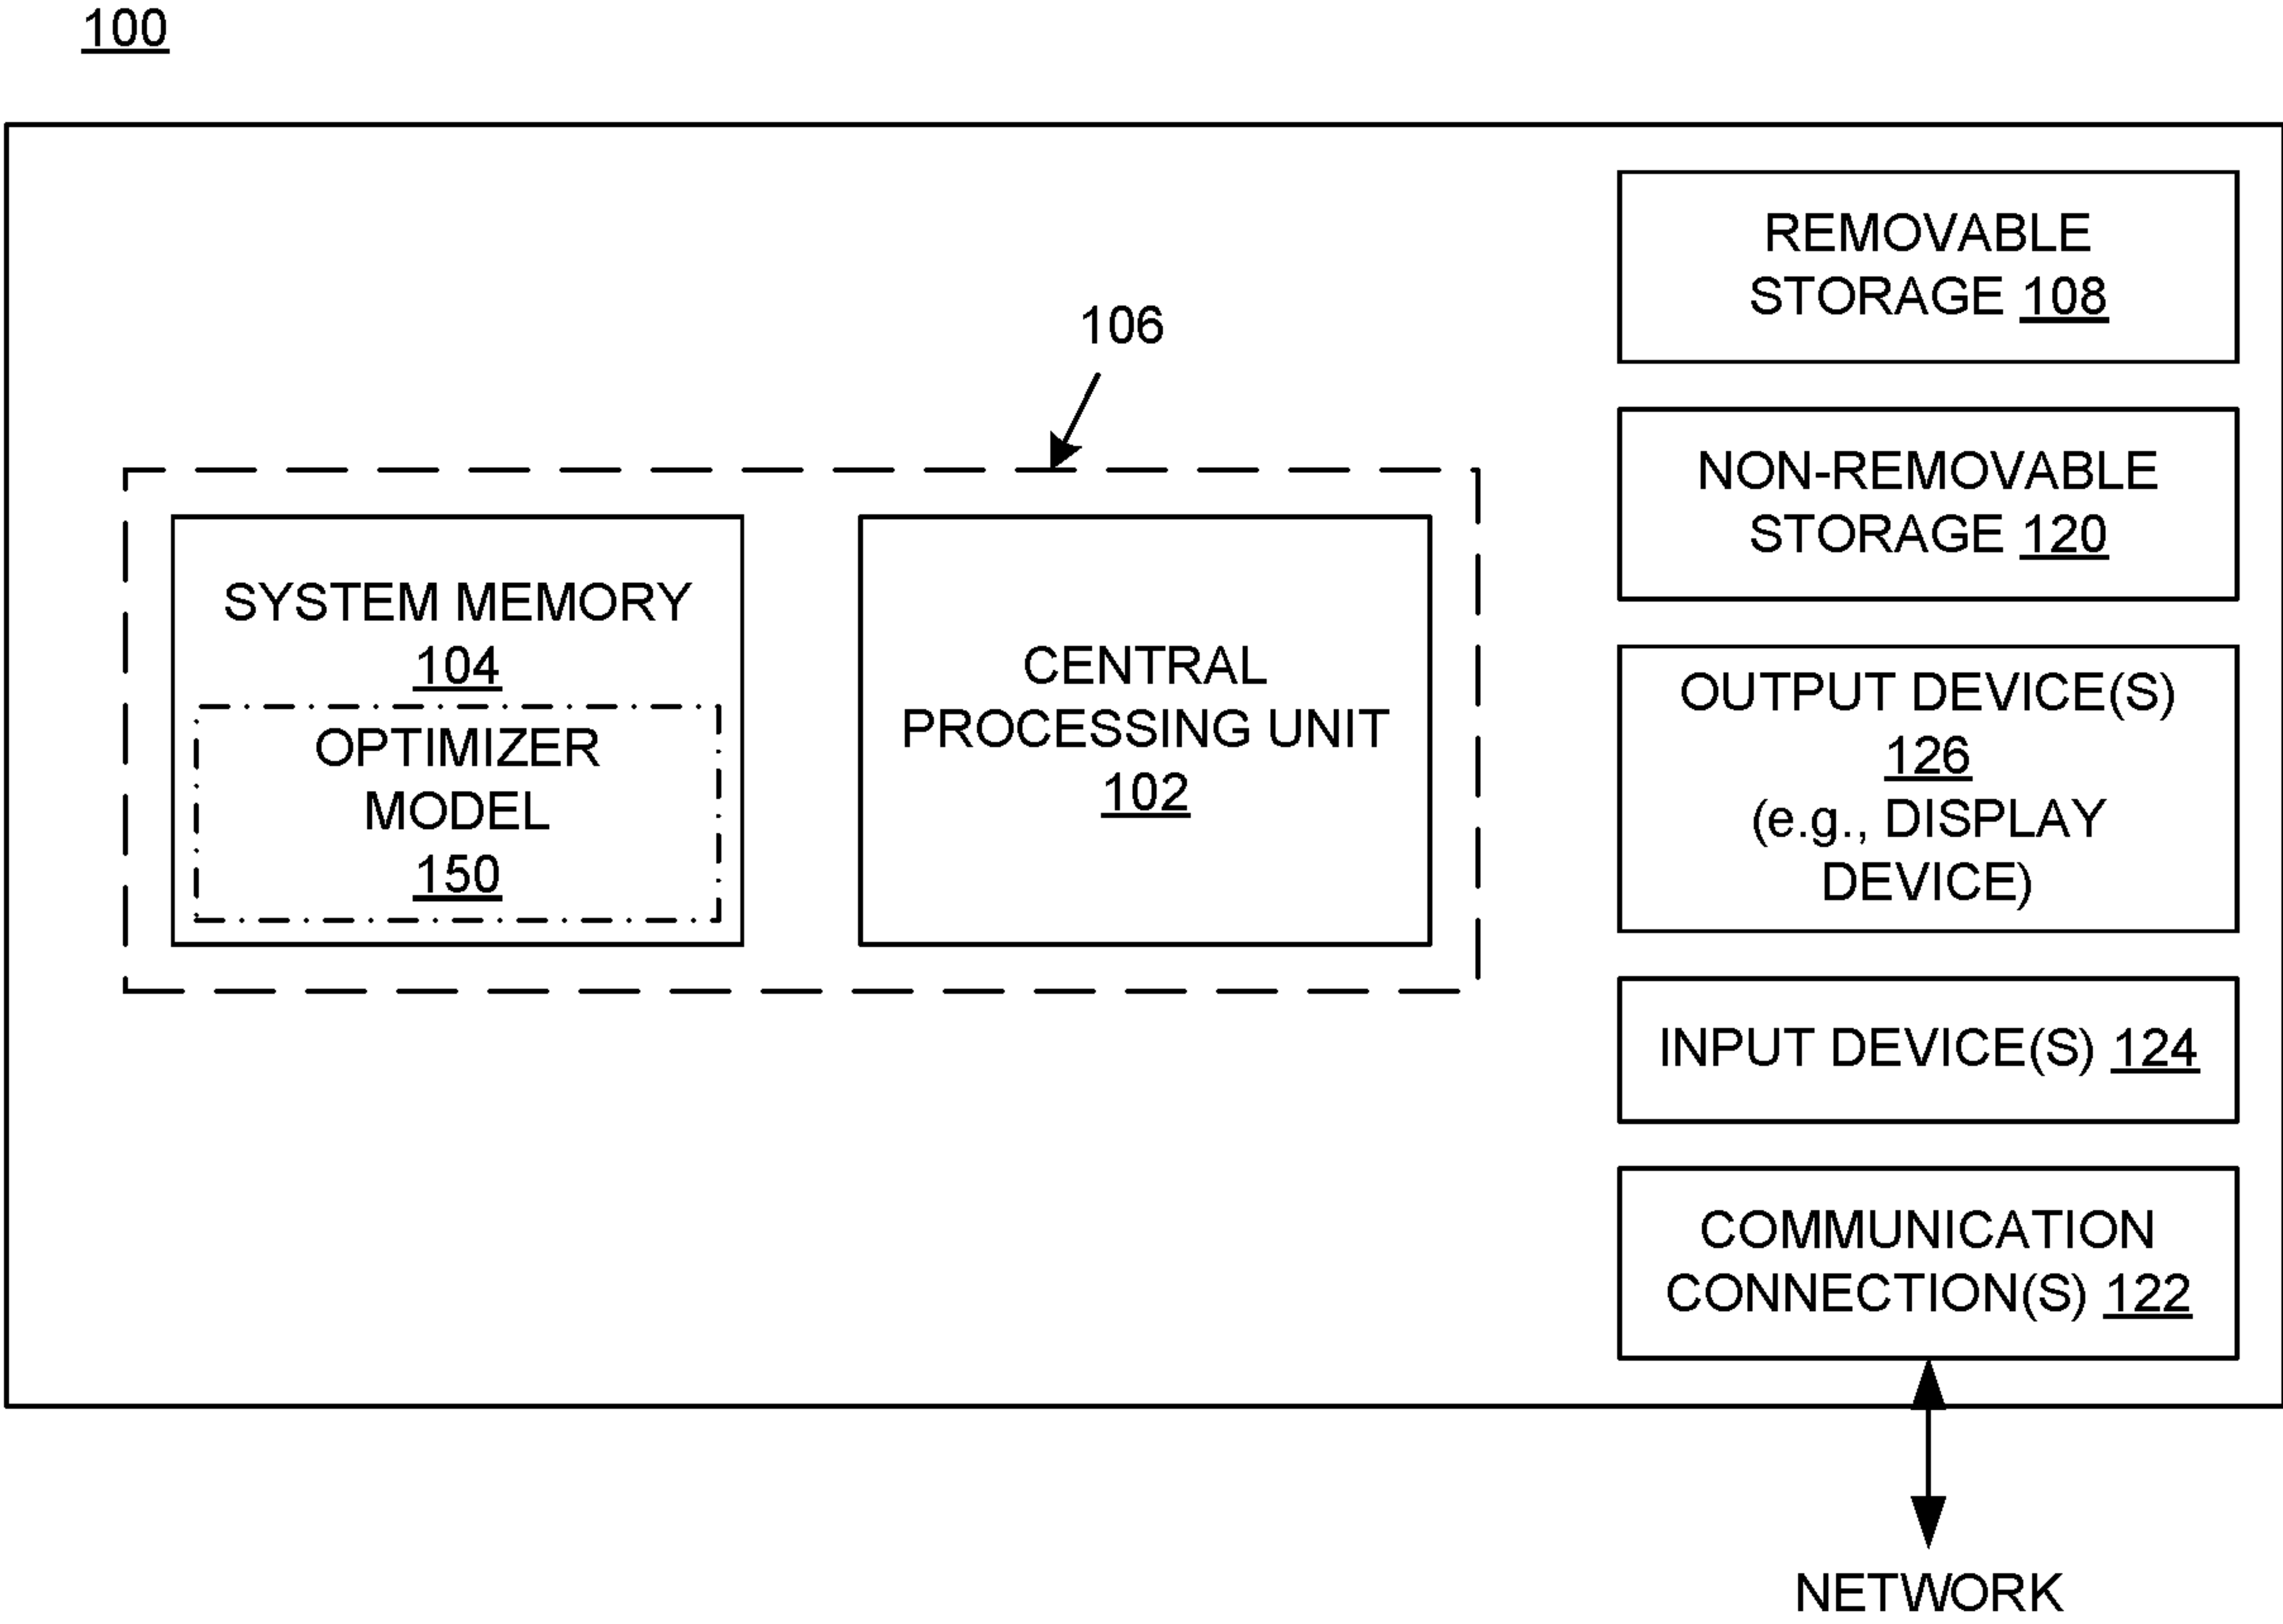 100
106
SYSTEM MEMORY
104
OPTIMIZER
MODEL
150
CENTRAL
PROCESSING UNIT
102
REMOVABLE
STORAGE 108
NON-REMOVABLE
STORAGE 120
OUTPUT DEVICE(S)
126
(e.g., DISPLAY
DEVICE)
INPUT DEVICE(S) 124
COMMUNICATION
CONNECTION(S) 122
NETWORK